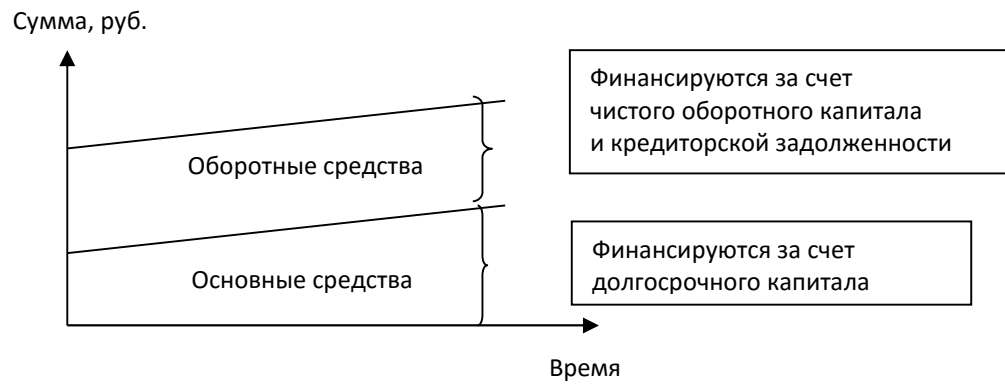 Сумма, руб.
Финансируются за счет
чистого оборотного капитала
и кредиторской задолженности
Оборотные средства
Финансируются за счет
долгосрочного капитала
Основные средства
Время